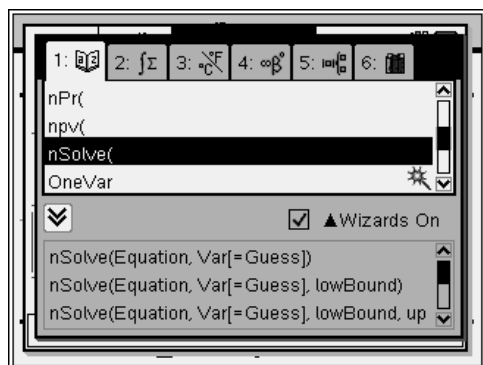 1: 2: ∫Σ 3: °C°F 4: ∞β° 5: 6:
nPr(
npv(
nSolve(
OneVar
▲Wizards On
nSolve(Equation, Var[=Guess])
nSolve(Equation, Var[=Guess], lowBound)
nSolve(Equation, Var[=Guess], lowBound, up